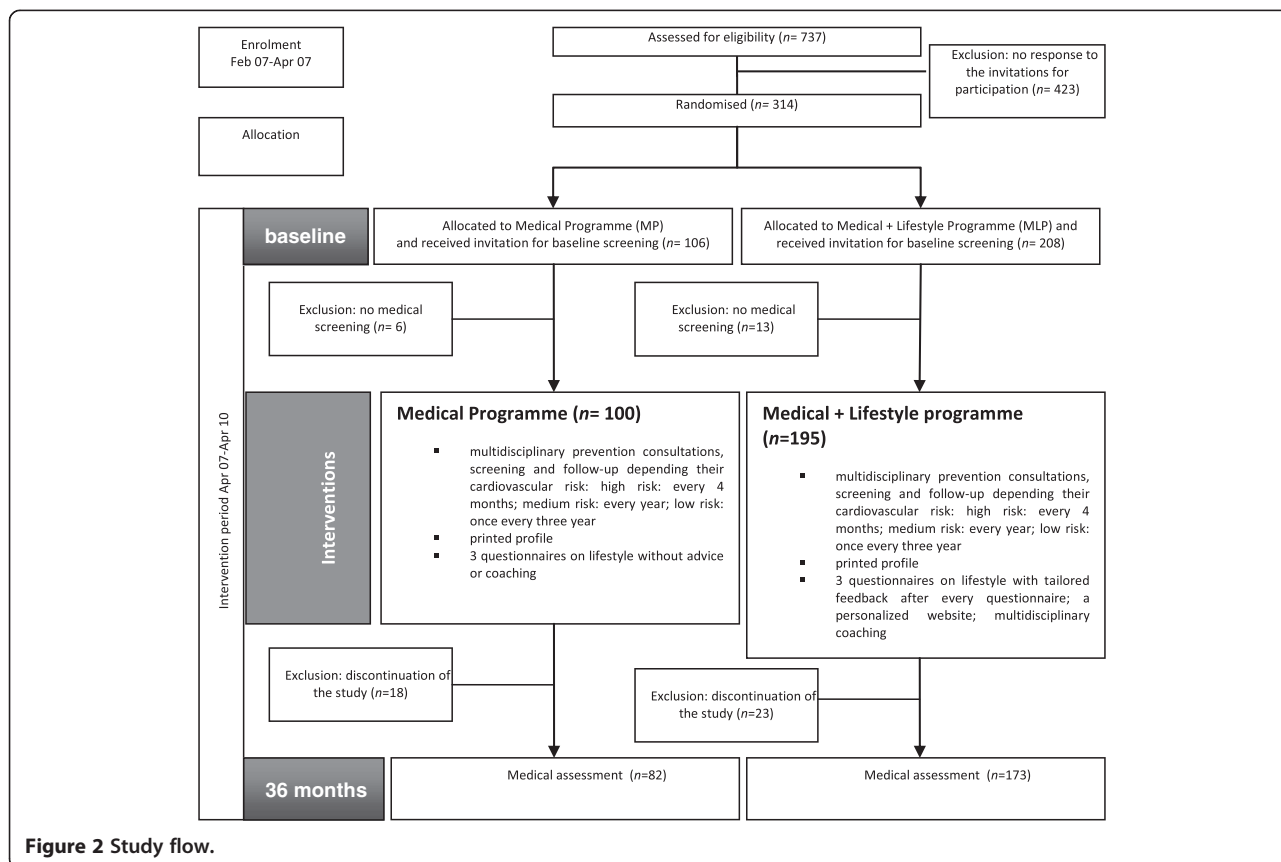 Enrolment
Feb 07-Apr 07
Assessed for eligibility (n= 737)
Exclusion: no response to
the invitations for
participation (n= 423)
Randomised (n= 314)
Allocation
Intervention period Apr 07-Apr 10
baseline
Allocated to Medical Programme (MP)
and received invitation for baseline screening (n= 106)
Allocated to Medical + Lifestyle Programme (MLP) and
received invitation for baseline screening (n= 208)
Exclusion: no medical
screening (n= 6)
Exclusion: no medical
screening (n=13)
Interventions
Medical Programme (n= 100)
▪ multidisciplinary prevention consultations,
screening and follow-up depending their
cardiovascular risk: high risk: every 4
months; medium risk: every year; low risk:
once every three year
▪ printed profile
▪ 3 questionnaires on lifestyle without advice
or coaching
Medical + Lifestyle programme
(n=195)
▪ multidisciplinary prevention consultations,
screening and follow-up depending their
cardiovascular risk: high risk: every 4
months; medium risk: every year; low risk:
once every three year
▪ printed profile
▪ 3 questionnaires on lifestyle with tailored
feedback after every questionnaire; a
personalized website; multidisciplinary
coaching
Exclusion: discontinuation of
the study (n=18)
Exclusion: discontinuation of
the study (n=23)
36 months
Medical assessment (n=82)
Medical assessment (n=173)
Figure 2 Study flow.